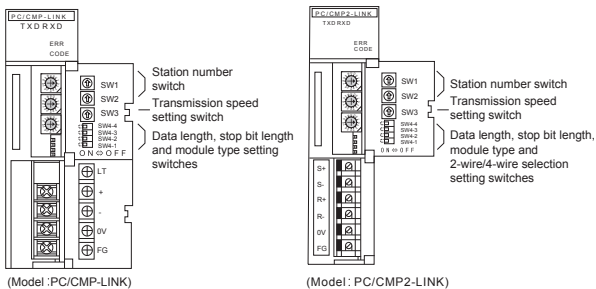 PC/CMP-LINK
TXD RXD
ERR
CODE
SW1
SW2
SW3
SW4-4
SW4-3
SW4-2
SW4-1
ON⇔OFF
LT
+
-
0V
FG
Station number
switch
Transmission speed
setting switch
Data length, stop bit length
and module type setting
switches
(Model :PC/CMP-LINK)
PC/CMP2-LINK
TXD RXD
ERR
CODE
SW1
SW2
SW3
SW4-4
SW4-3
SW4-2
SW4-1
ON⇔OFF
S+
S-
R+
R-
0V
FG
Station number switch
Transmission speed
setting switch
Data length, stop bit length,
module type and
2-wire/4-wire selection
setting switches
(Model : PC/CMP2-LINK)